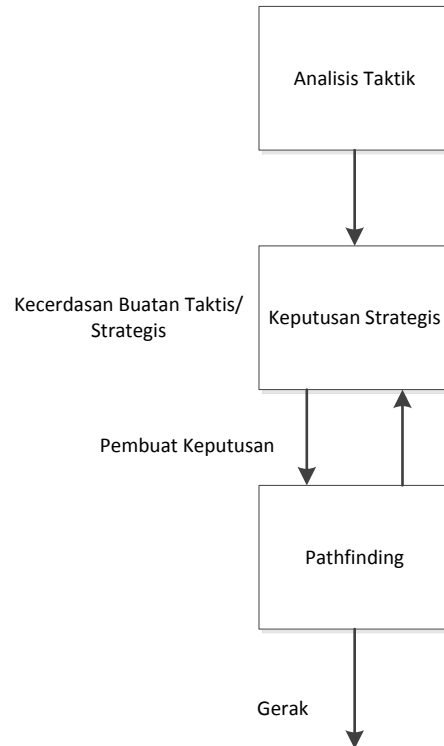 Analisis Taktik
Kecerdasan Buatan Taktis/
Strategis
Keputusan Strategis
Pembuat Keputusan
Pathfinding
Gerak